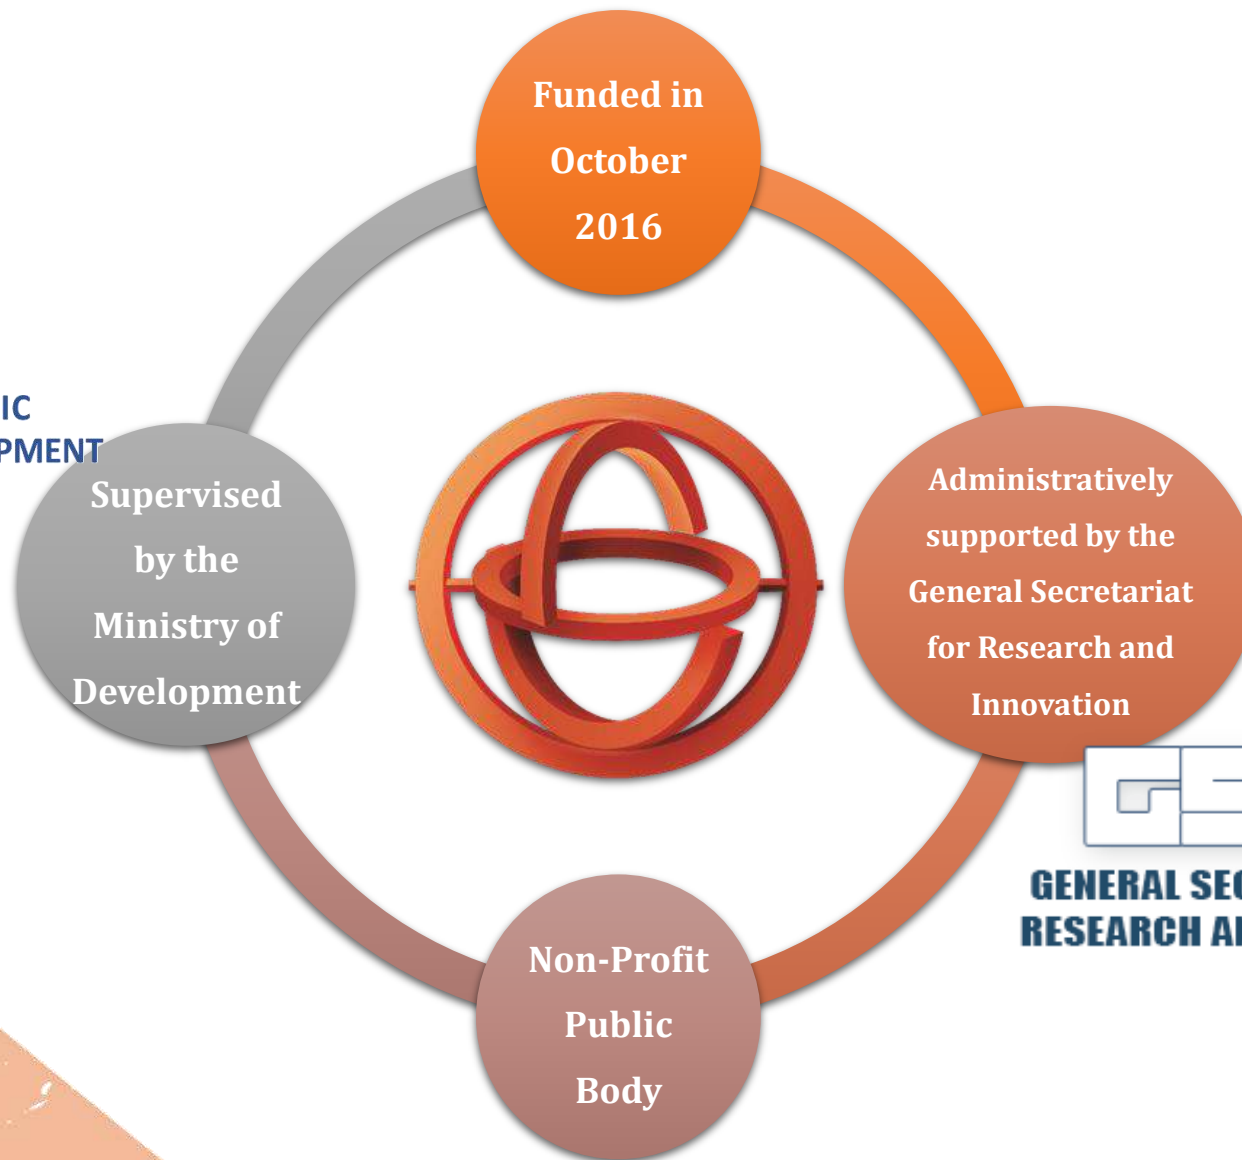 Funded in
October
2016
IC
PMENT
Supervised
by the
Ministry of
Development
Administratively
supported by the
General Secretariat
for Research and
Innovation
GS
GENERAL SEC
RESEARCH A
Non-Profit
Public
Body